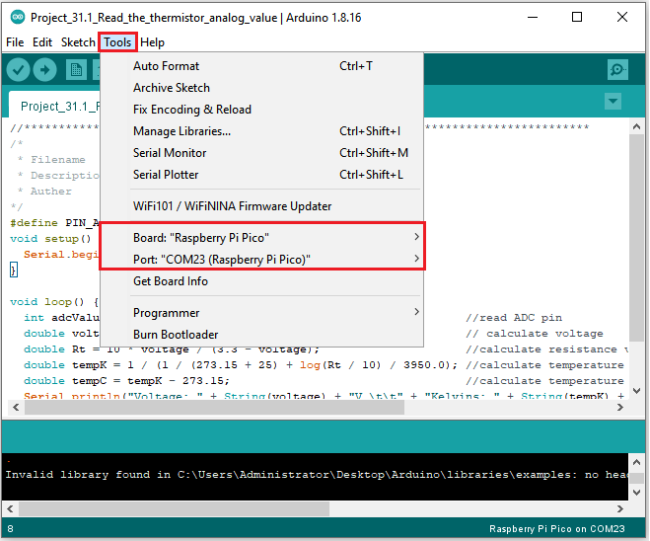 Project_31.1_Read_the_thermistor_analog_value | Arduino 1.8.16
File Edit Sketch Tools Help
Auto Format Ctrl+T
Archive Sketch
Project_31.1_
Fix Encoding & Reload
//********** Manage Libraries... Ctrl+Shift+I **********************
/*
* Filename Serial Monitor Ctrl+Shift+M
* Descriptio Serial Plotter Ctrl+Shift+L
* Auther
*/ WiFi101 / WiFiNINA Firmware Updater
#define PIN_A
void setup() Board: "Raspberry Pi Pico"
Serial.begi Port: "COM23 (Raspberry Pi Pico)"
}
Get Board Info
void loop() {
int adcValu Programmer //read ADC pin
double volt Burn Bootloader // calculate voltage
double Rt = 10 * voltage / (3.3 - voltage); //calculate resistance v
double tempK = 1 / (1 / (273.15 + 25) + log(Rt / 10) / 3950.0); //calculate temperature
double tempC = tempK - 273.15; //calculate temperature
Serial.println("Voltage: " + String(voltage) + "V,\t\t" + "Kelvins: " + String(tempK) +
Invalid library found in C:\Users\Administrator\Desktop\Arduino\libraries\examples: no hea
8 Raspberry Pi Pico on COM23